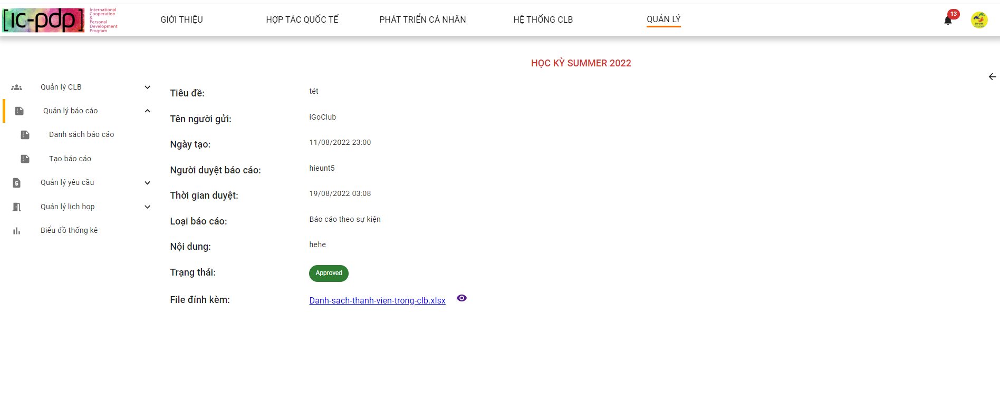 [ic-pdp]
International
Cooperation
&
Personal
Development
Program
GIỚI THIỆU
HỢP TÁC QUỐC TẾ
PHÁT TRIỂN CÁ NHÂN
HỆ THỐNG CLB
QUẢN LÝ
13
HỌC KỲ SUMMER 2022
Quản lý CLB
Quản lý báo cáo
Danh sách báo cáo
Tạo báo cáo
Quản lý yêu cầu
Quản lý lịch họp
Biểu đồ thống kê
Tiêu đề: tét
Tên người gửi: iGoClub
Ngày tạo: 11/08/2022 23:00
Người duyệt báo cáo: hieunt5
Thời gian duyệt: 19/08/2022 03:08
Loại báo cáo: Báo cáo theo sự kiện
Nội dung: hehe
Trạng thái: Approved
File đính kèm: Danh-sach-thanh-vien-trong-clb.xlsx